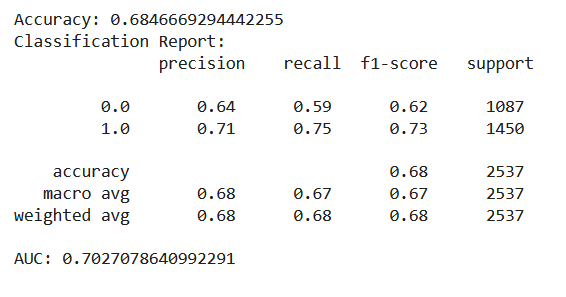 Accuracy: 0.6846669294442255
Classification Report:
precision recall f1-score support
0.0 0.64 0.59 0.62 1087
1.0 0.71 0.75 0.73 1450
accuracy 0.68 2537
macro avg 0.68 0.67 0.67 2537
weighted avg 0.68 0.68 0.68 2537
AUC: 0.7027078640992291